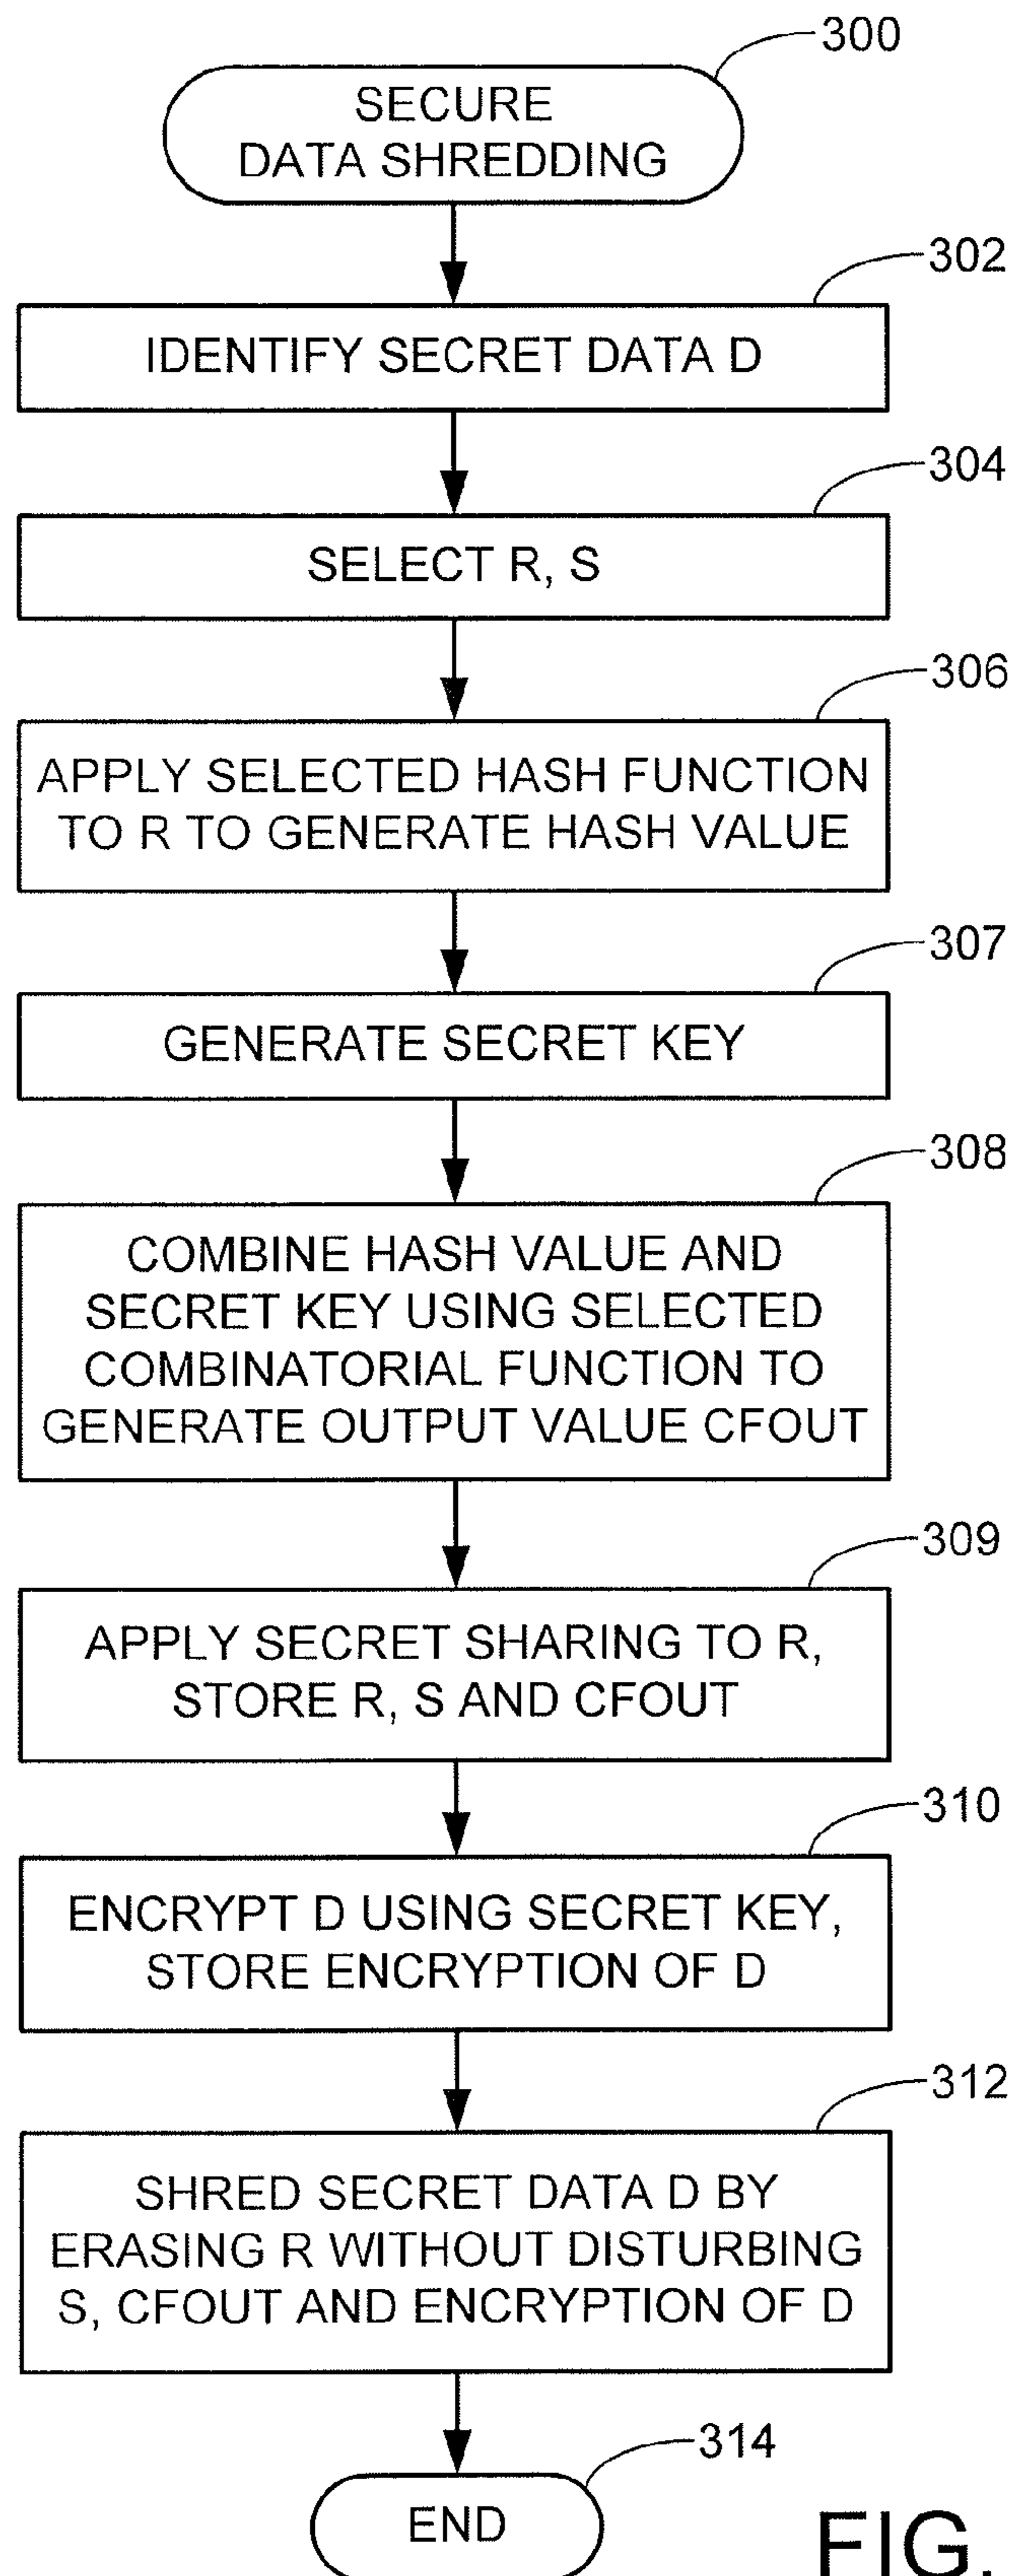 300
SECURE
DATA SHREDDING
302
IDENTIFY SECRET DATA D
304
SELECT R, S
306
APPLY SELECTED HASH FUNCTION
TO R TO GENERATE HASH VALUE
307
GENERATE SECRET KEY
308
COMBINE HASH VALUE AND
SECRET KEY USING SELECTED
COMBINATORIAL FUNCTION TO
GENERATE OUTPUT VALUE CFOUT
309
APPLY SECRET SHARING TO R,
STORE R, S AND CFOUT
310
ENCRYPT D USING SECRET KEY,
STORE ENCRYPTION OF D
312
SHRED SECRET DATA D BY
ERASING R WITHOUT DISTURBING
S, CFOUT AND ENCRYPTION OF D
314
END
FIG.